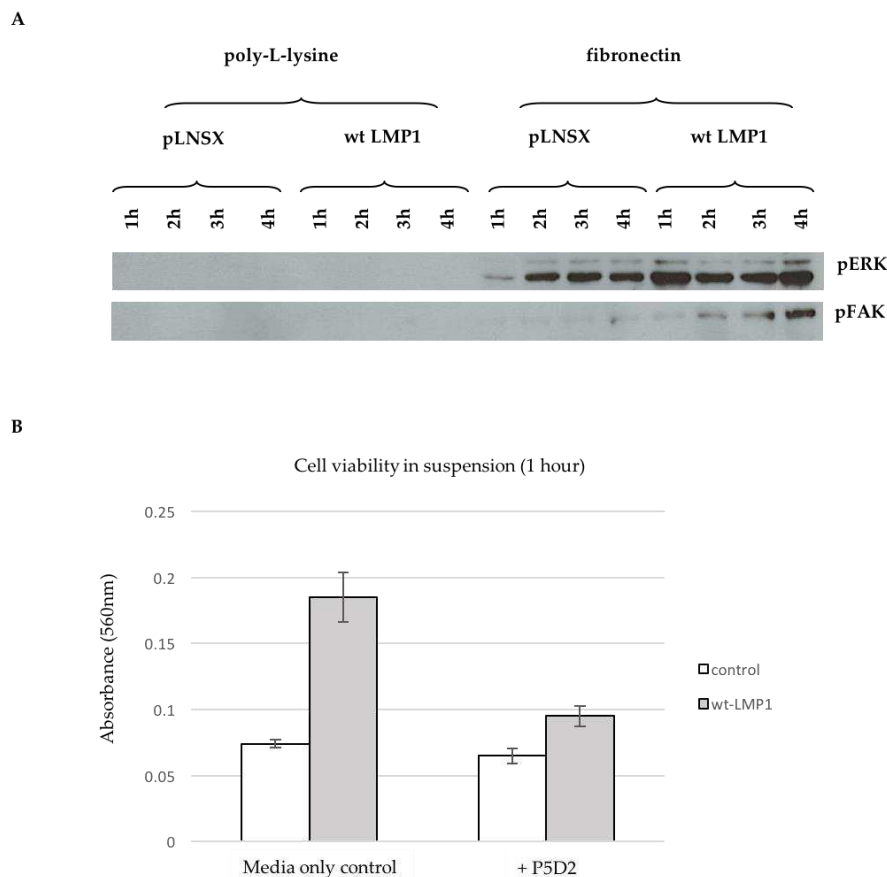 A
poly-L-lysine fibronectin
pLNSX wt LMP1 pLNSX wt LMP1
1h 2h 3h 4h 1h 2h 3h 4h 1h 2h 3h 4h 1h 2h 3h 4h
pERK
pFAK
B
Cell viability in suspension (1 hour)
Absorbance (560nm)
0.25
0.2
0.15
0.1
0.05
0
control
wt-LMP1
Media only control + P5D2